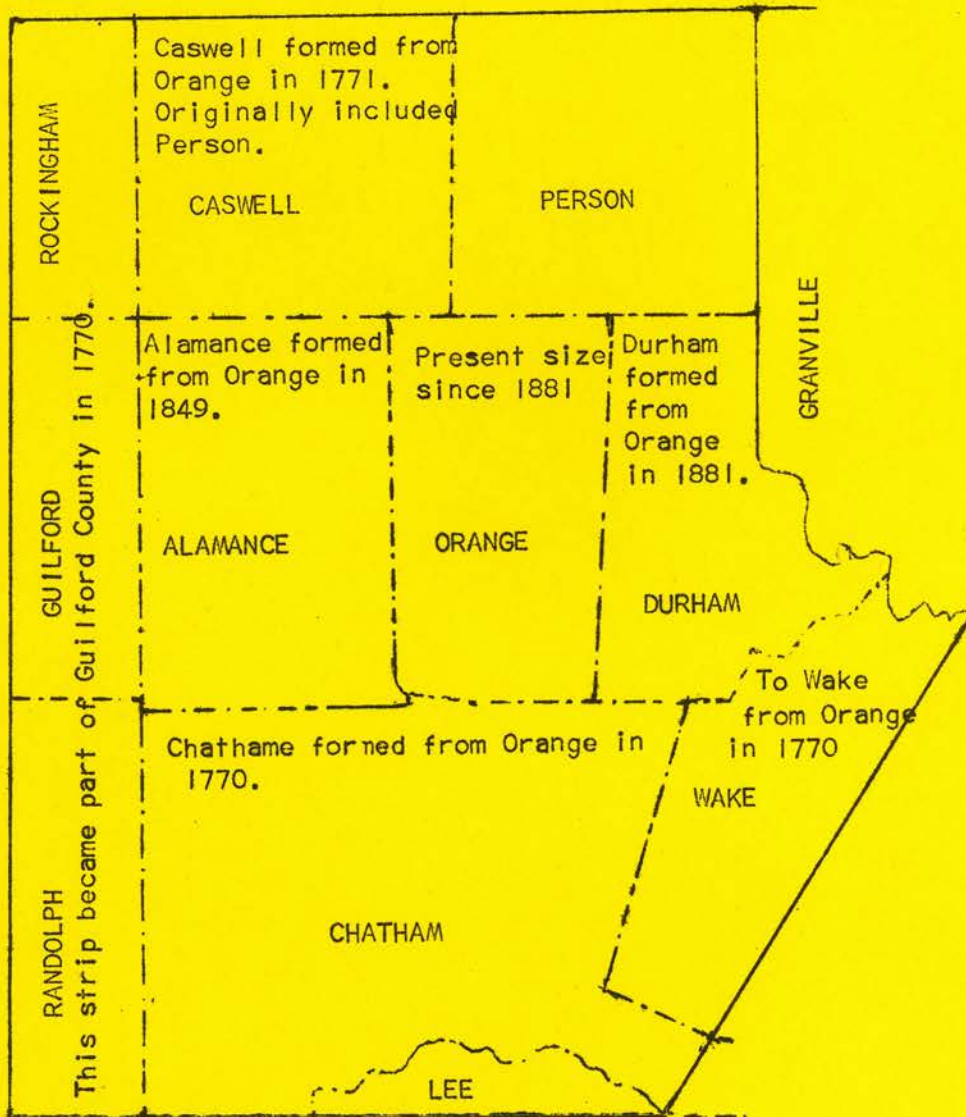 Caswell formed from
Orange in 1771.
Originally included
Person.
ROCKINGHAM
CASWELL
PERSON
GRANVILLE
Alamance formed
from Orange in
1849.
Present size
since 1881
Durham
formed
from
Orange
in 1881.
GUILFORD
This strip became part of Guilford County in 1770.
ALAMANCE
ORANGE
DURHAM
To Wake
from Orange
in 1770
Chathame formed from Orange in
1770.
WAKE
RANDOLPH
CHATHAM
LEE